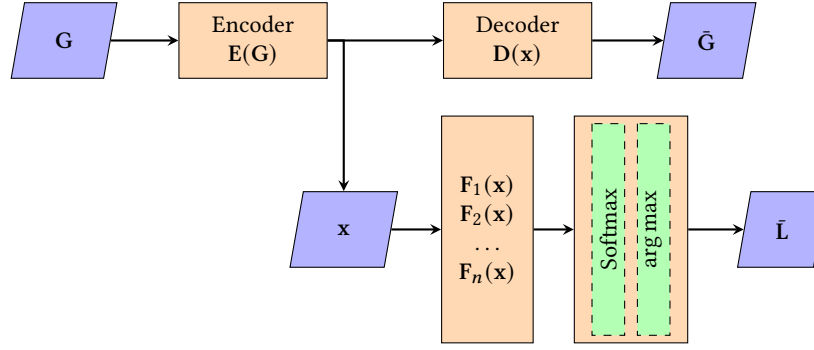 G
Encoder
E(G)
Decoder
D(x)
Ḡ
x
F₁(x)
F₂(x)
...
Fₙ(x)
Softmax
arg max
L̄